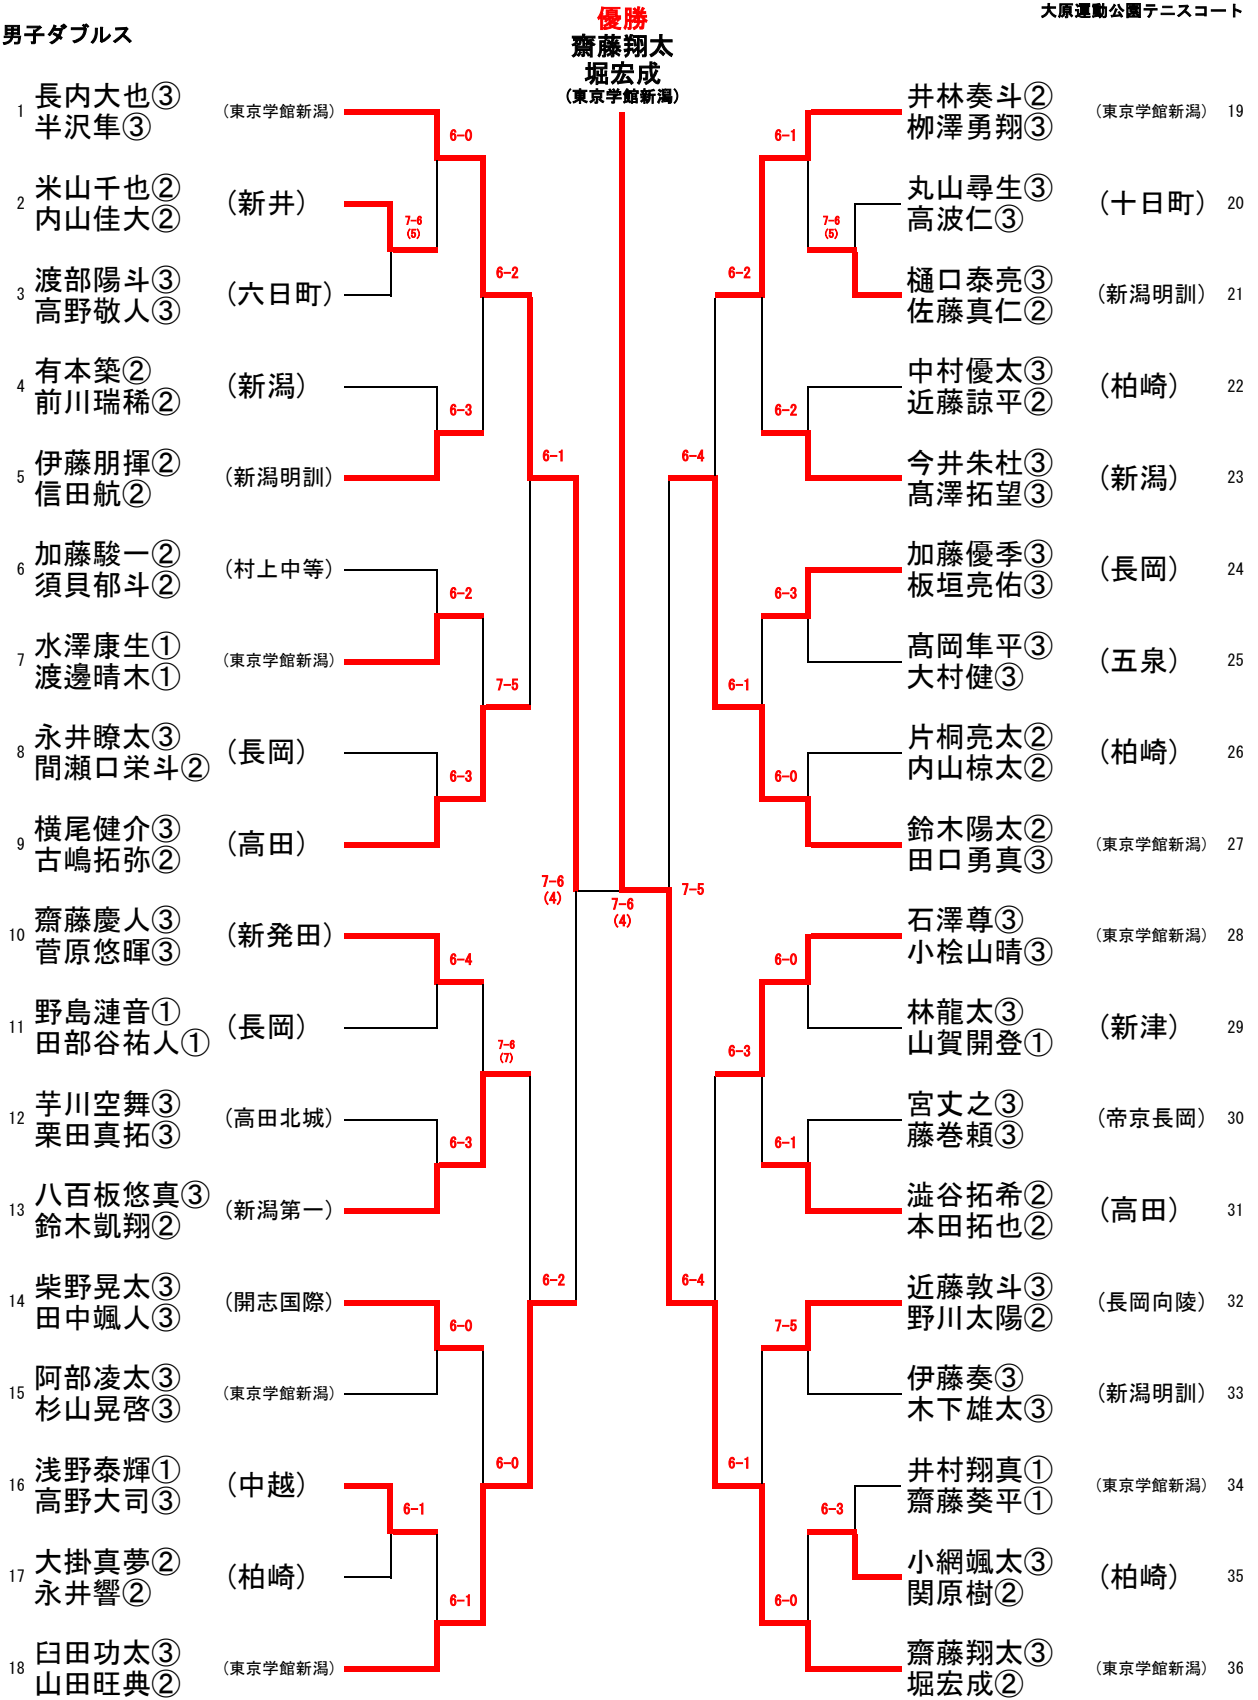 大原運動公園テニスコート
男子ダブルス
優勝
齋藤翔太
堀宏成
(東京学館新潟)
1 長内大也③ (東京学館新潟)
半沢隼③
2 米山千也② (新井)
内山佳大②
3 渡部陽斗③ (六日町)
高野敬人③
4 有本築② (新潟)
前川瑞稀②
5 伊藤朋揮② (新潟明訓)
信田航②
6 加藤駿一② (村上中等)
須貝郁斗②
7 水澤康生① (東京学館新潟)
渡邊晴木①
8 永井瞭太③ (長岡)
間瀬口栄斗②
9 横尾健介③ (高田)
古嶋拓弥②
10 齋藤慶人③ (新発田)
菅原悠暉③
11 野島漣音① (長岡)
田部谷祐人①
12 芋川空舞③ (高田北城)
栗田真拓③
13 八百板悠真③ (新潟第一)
鈴木凱翔②
14 柴野晃太③ (開志国際)
田中颯人③
15 阿部凌太③ (東京学館新潟)
杉山晃啓③
16 浅野泰輝① (中越)
高野大司③
17 大掛真夢② (柏崎)
永井響②
18 臼田功太③ (東京学館新潟)
山田旺典②
6-0
7-6
(5)
6-2
6-3
6-1
6-2
7-5
6-3
7-6
(4)
6-4
7-6
(7)
6-3
6-2
6-0
6-0
6-1
6-1
7-6
(4)
井林奏斗② (東京学館新潟) 19
栁澤勇翔③
丸山尋生③ (十日町) 20
高波仁③
樋口泰亮③ (新潟明訓) 21
佐藤真仁②
中村優太③ (柏崎) 22
近藤諒平②
今井朱杜③ (新潟) 23
髙澤拓望③
加藤優季③ (長岡) 24
板垣亮佑③
髙岡隼平③ (五泉) 25
大村健③
片桐亮太② (柏崎) 26
内山椋太②
鈴木陽太② (東京学館新潟) 27
田口勇真③
石澤尊③ (東京学館新潟) 28
小桧山晴③
林龍太③ (新津) 29
山賀開登①
宮丈之③ (帝京長岡) 30
藤巻頼③
澁谷拓希② (高田) 31
本田拓也②
近藤敦斗③ (長岡向陵) 32
野川太陽②
伊藤奏③ (新潟明訓) 33
木下雄太③
井村翔真① (東京学館新潟) 34
齋藤葵平①
小網颯太③ (柏崎) 35
関原樹②
齋藤翔太③ (東京学館新潟) 36
堀宏成②
6-1
7-6
(5)
6-2
6-2
6-4
6-3
6-1
6-0
7-5
6-0
6-3
6-1
6-4
7-5
6-1
6-3
6-0